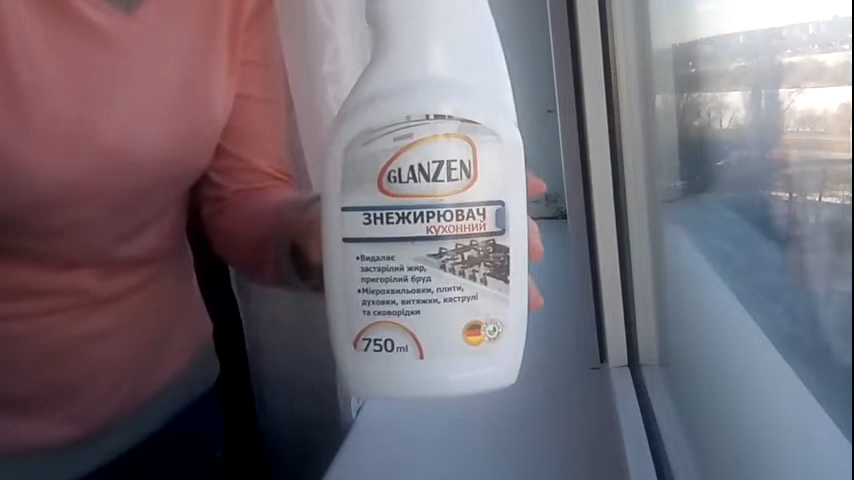 GLANZEN
ЗНЕЖИРЮВАЧ
КУХОННИЙ
•Видаляє
застарілий жир,
пригорілий бруд
•Мікрохвильовки, плити,
духовки, витяжки, каструлі
та сковорідки
750ml